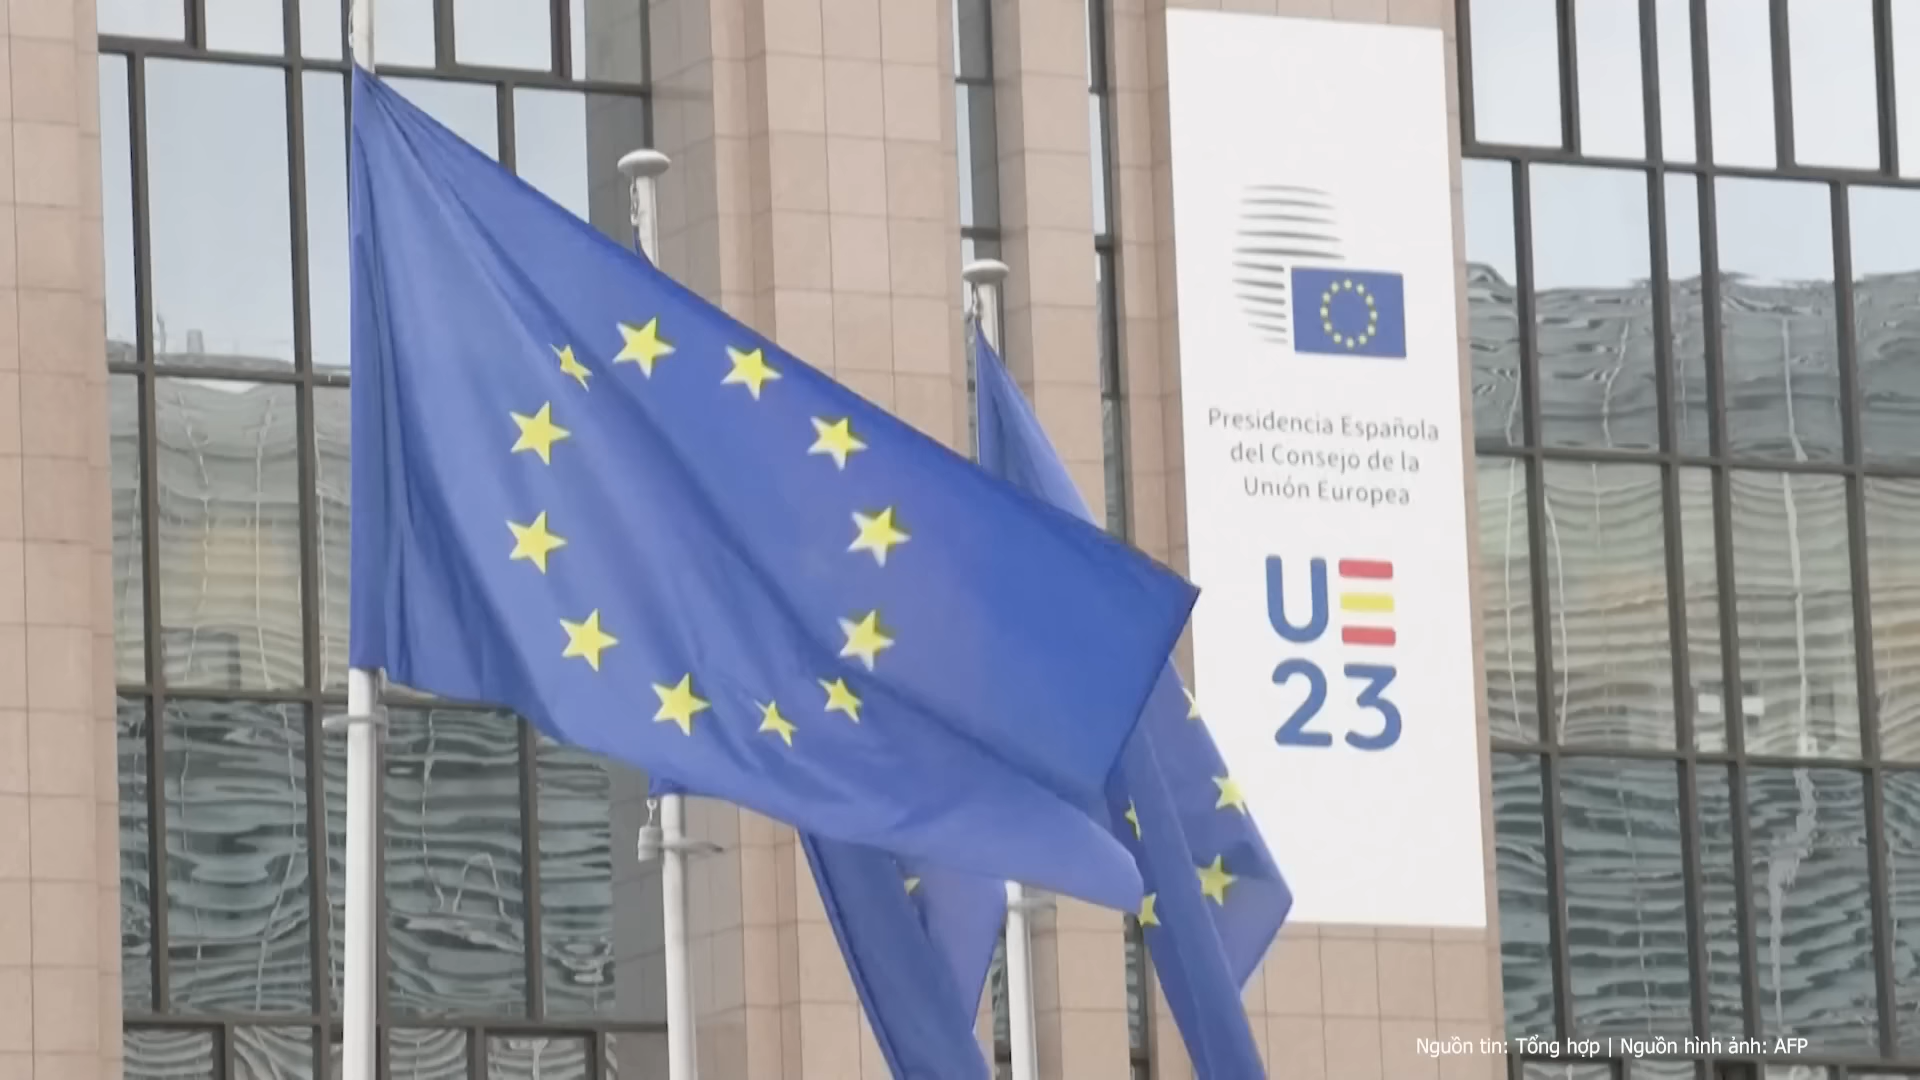 Presidencia Española
del Consejo de la
Unión Europea
UE
23
Nguồn tin: Tổng hợp | Nguồn hình ảnh: AFP